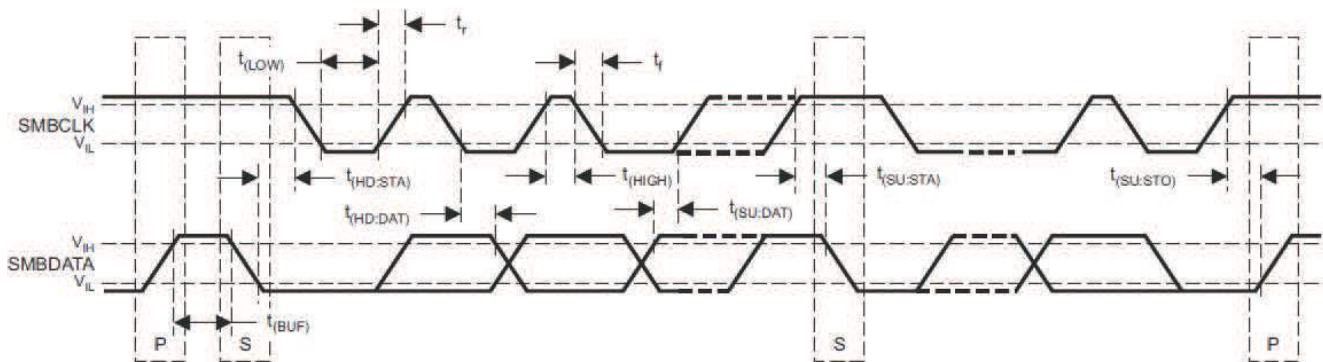 tr
t(LOW)
tf
VIH
SMBCLK
VIL
t(HD:STA)
t(HIGH)
t(SU:STA)
t(SU:STO)
t(HD:DAT)
t(SU:DAT)
VIH
SMBDATA
VIL
t(BUF)
P
S
S
P